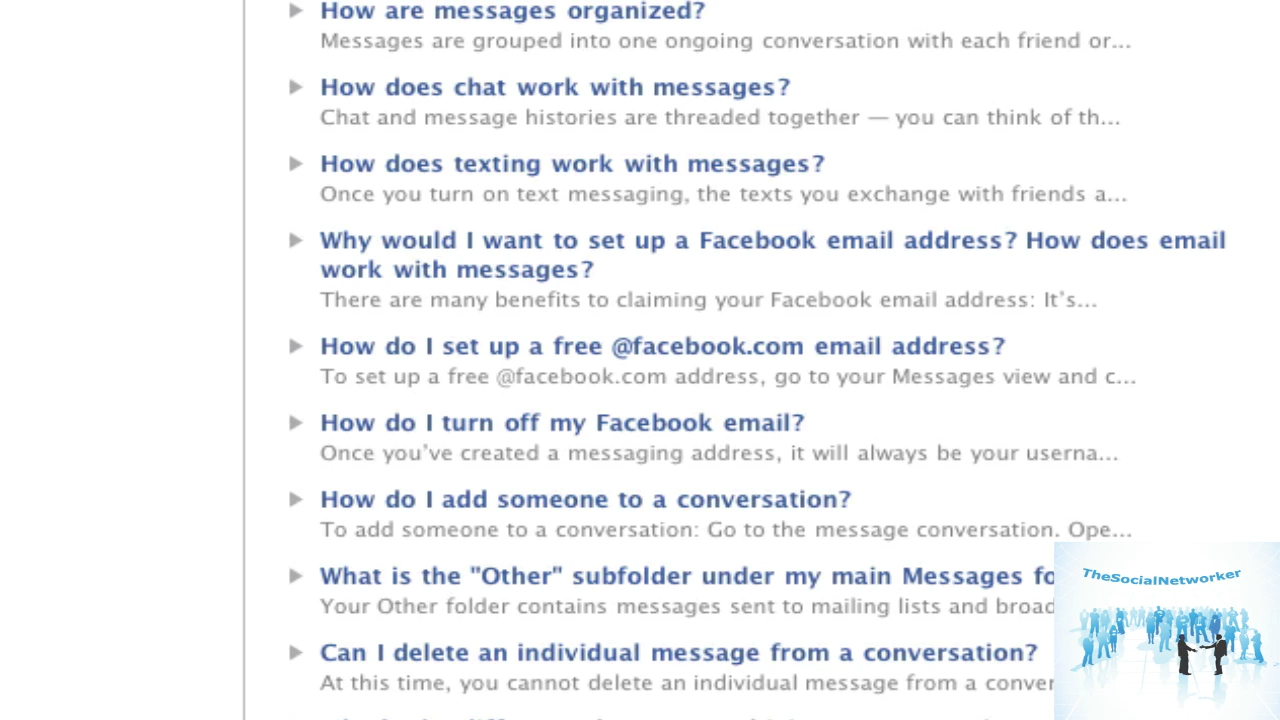 How are messages organized?
Messages are grouped into one ongoing conversation with each friend or...
How does chat work with messages?
Chat and message histories are threaded together — you can think of th...
How does texting work with messages?
Once you turn on text messaging, the texts you exchange with friends a...
Why would I want to set up a Facebook email address? How does email
work with messages?
There are many benefits to claiming your Facebook email address: It's...
How do I set up a free @facebook.com email address?
To set up a free @facebook.com address, go to your Messages view and c...
How do I turn off my Facebook email?
Once you've created a messaging address, it will always be your userna...
How do I add someone to a conversation?
To add someone to a conversation: Go to the message conversation. Ope...
What is the "Other" subfolder under my main Messages fo
Your Other folder contains messages sent to mailing lists and broad
Can I delete an individual message from a conversation?
At this time, you cannot delete an individual message from a conver
TheSocialNetworker